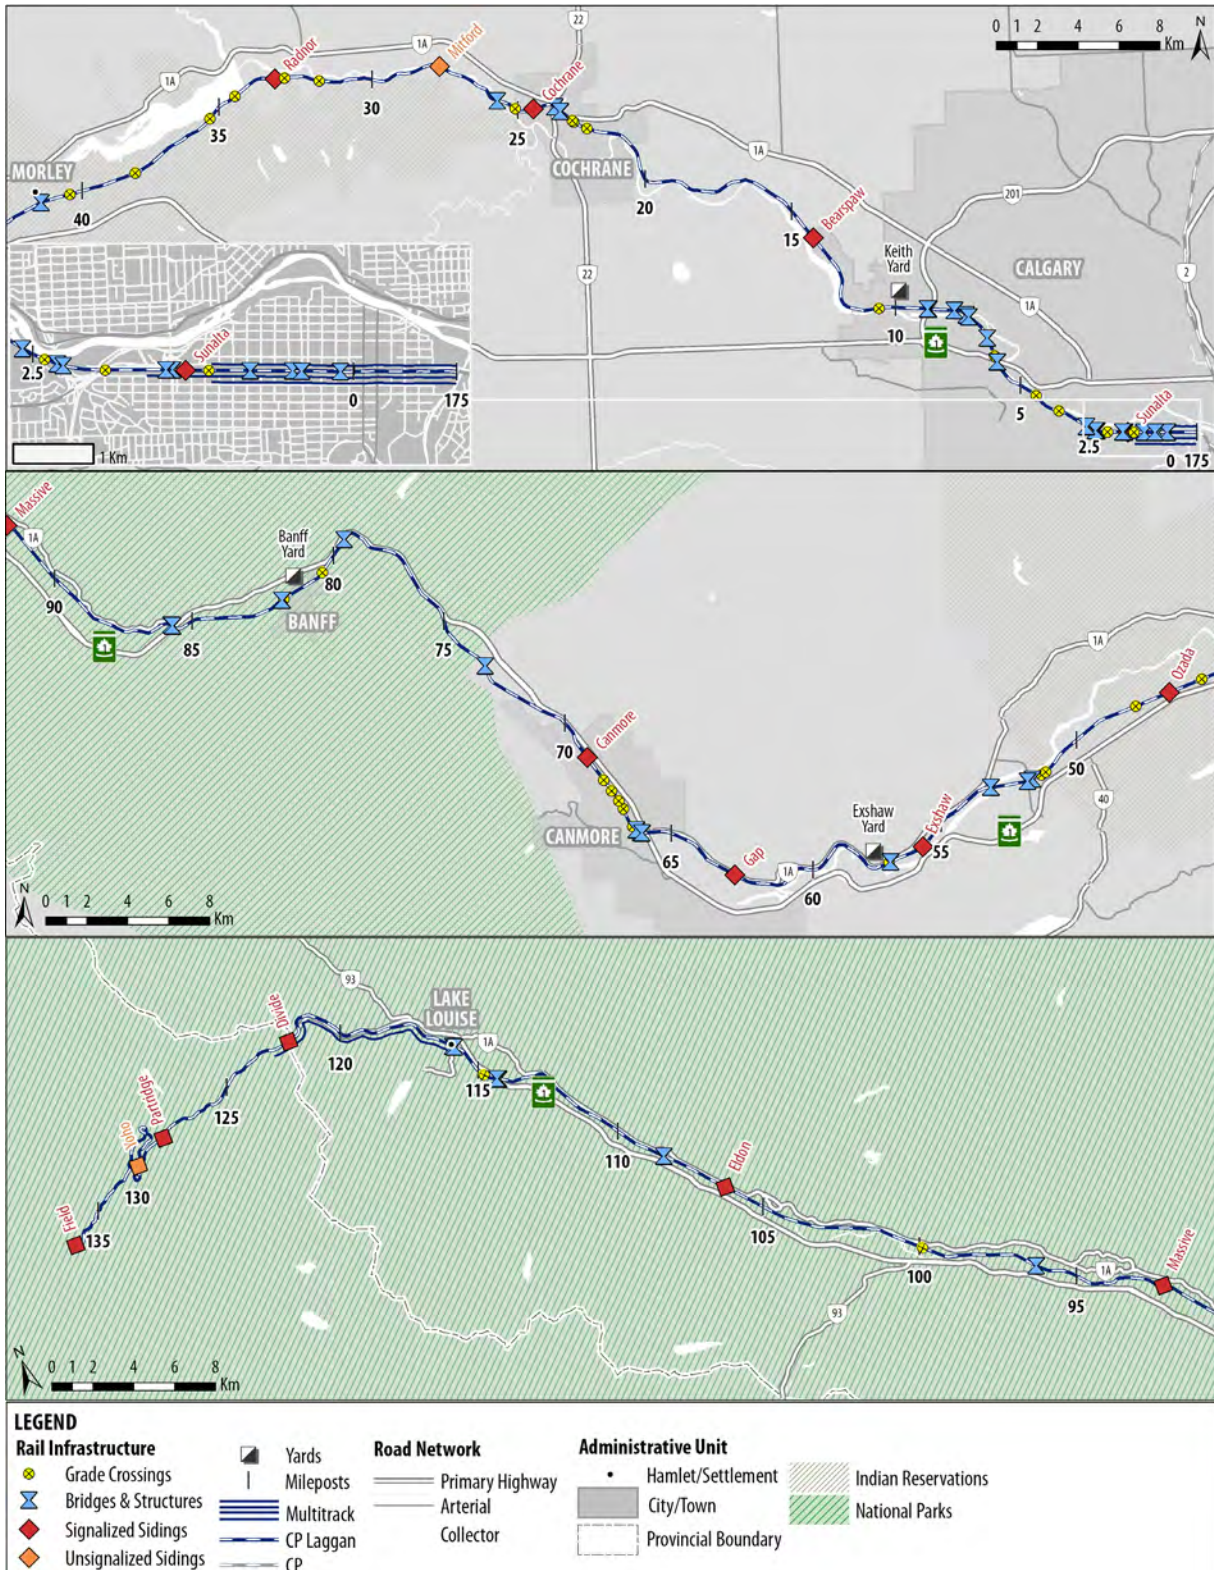 22
0 1 2 4 6 8
Km
N
1A
Radnor
Mitford
1A
Cochrane
30
35
25
MORLEY
COCHRANE
1A
201
40
20
Bearspaw
15
Keith
Yard
CALGARY
22
2
10
1A
1
Sunalta
2.5
0
175
5
Sunalta
2.5
0 175
1 Km
Massive
1A
Banff
Yard
80
90
BANFF
1
85
75
1A
Ozada
Canmore
70
50
Exshaw
Yard
Exshaw
40
CANMORE
1
65
Gap
1A
55
60
N
0 1 2 4 6 8
Km
93
LAKE
LOUISE
Divide
1A
120
115
1
Partridge
125
Yoho
110
Eldon
130
Field
135
105
100
1A
Massive
95
93
N
0 1 2 4 6 8
Km
LEGEND
Rail Infrastructure
Grade Crossings
Bridges & Structures
Signalized Sidings
Unsignalized Sidings
Yards
Mileposts
Multitrack
CP Laggan
CP
Road Network
Primary Highway
Arterial
Collector
Administrative Unit
Hamlet/Settlement
City/Town
Provincial Boundary
Indian Reservations
National Parks